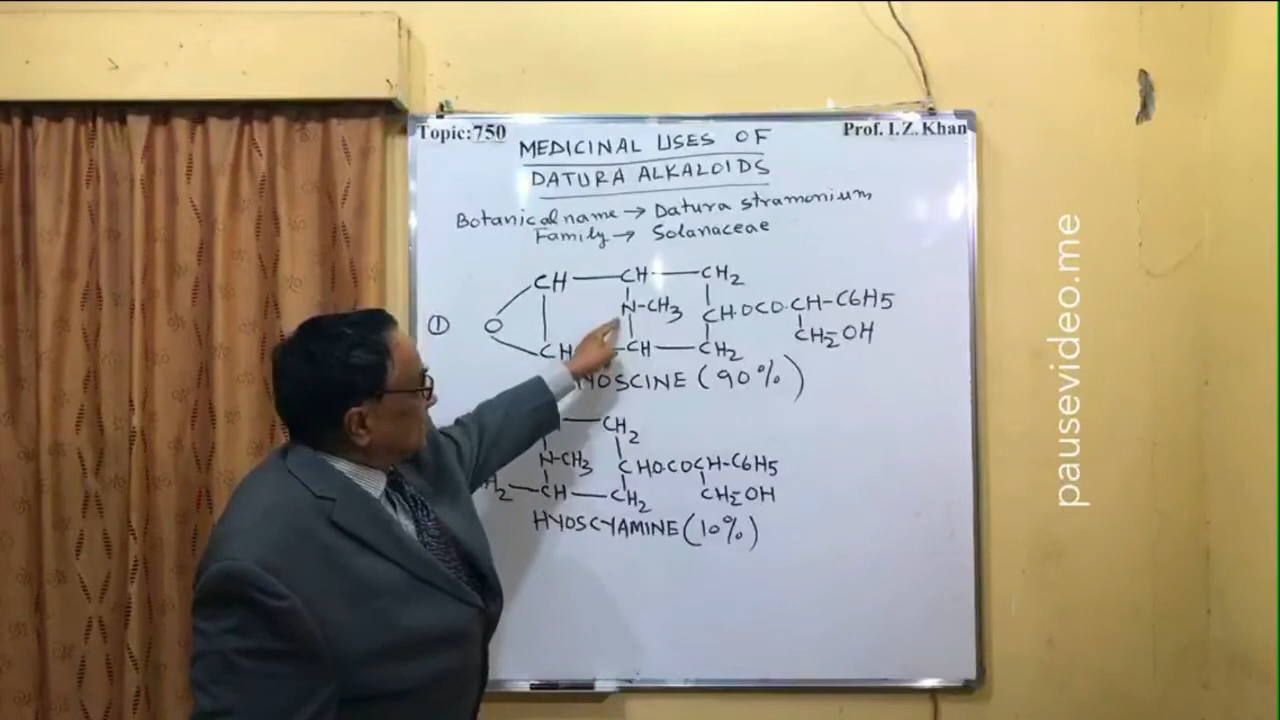 Topic:750
Prof. I.Z. Khan
MEDICINAL USES OF
DATURA ALKALOIDS
Botanical name → Datura stramonium
Family → Solanaceae
CH — CH — CH2
① O N-CH3 CH·OCO·CH-C6H5
CH2OH
CH — CH — CH2
HYOSCINE (90%)
— CH2
N-CH3 CHO·COCH-C6H5
— CH — CH2 CH2OH
HYOSCYAMINE (10%)
pausevideo.me